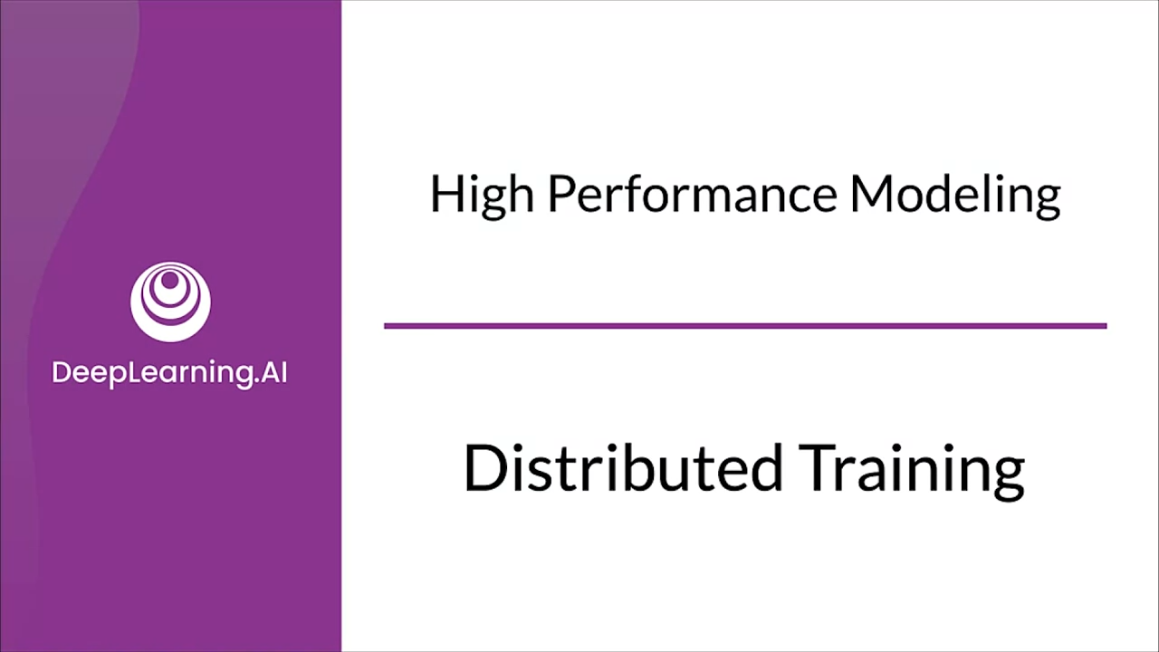 High Performance Modeling
DeepLearning.AI
Distributed Training